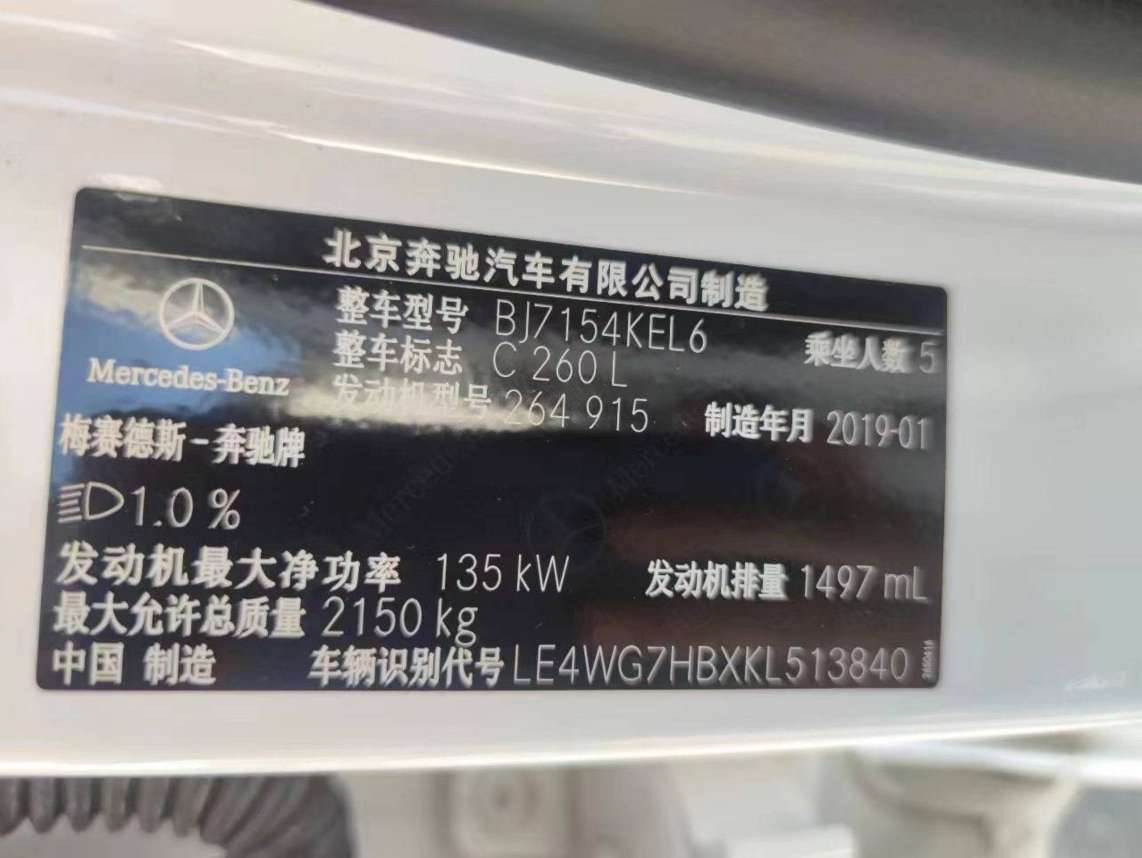 北京奔驰汽车有限公司制造
整车型号 BJ7154KEL6
乘坐人数 5
整车标志 C 260 L
Mercedes-Benz
发动机型号 264 915
制造年月 2019-01
梅赛德斯-奔驰牌
1.0 %
发动机最大净功率 135 kW
发动机排量 1497 mL
最大允许总质量 2150 kg
中国 制造
车辆识别代号 LE4WG7HBXKL513840